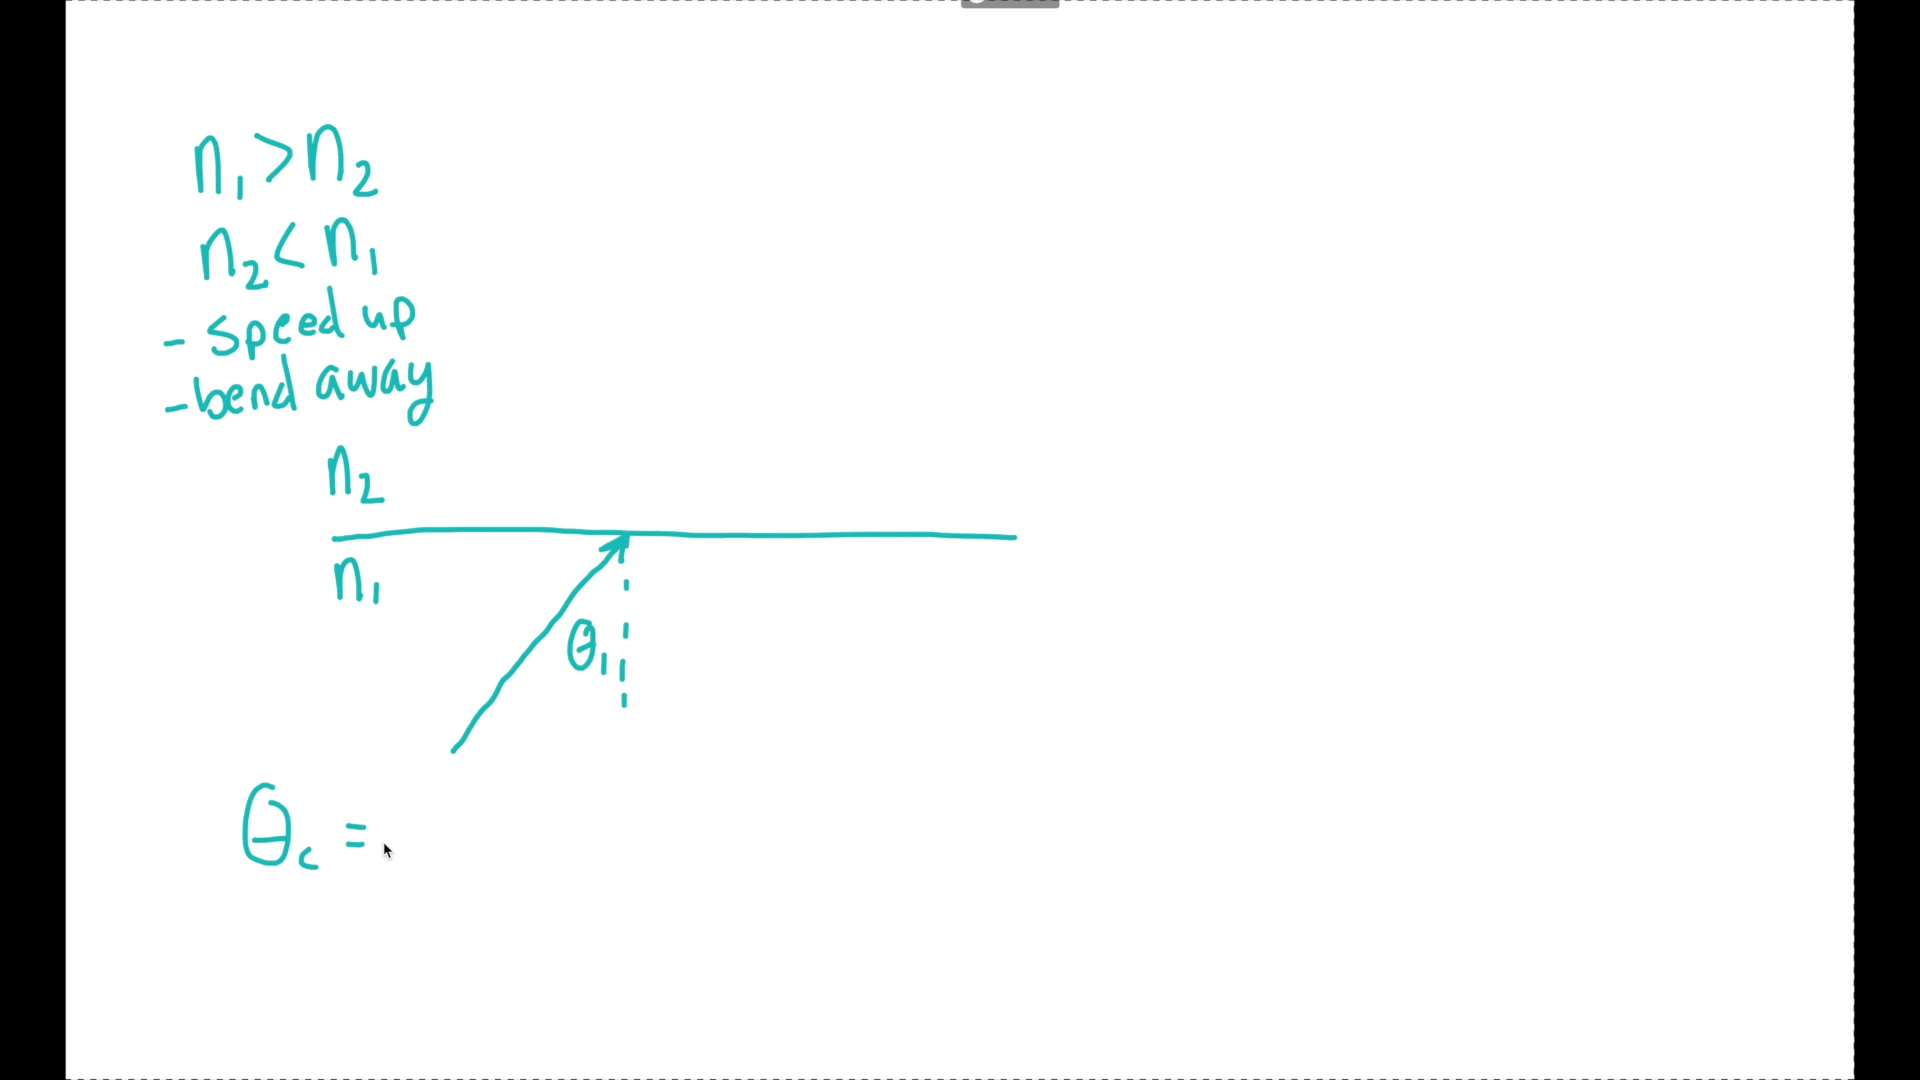 n₁ > n₂
n₂ < n₁
- speed up
- bend away
n₂
n₁
θ₁
θc =